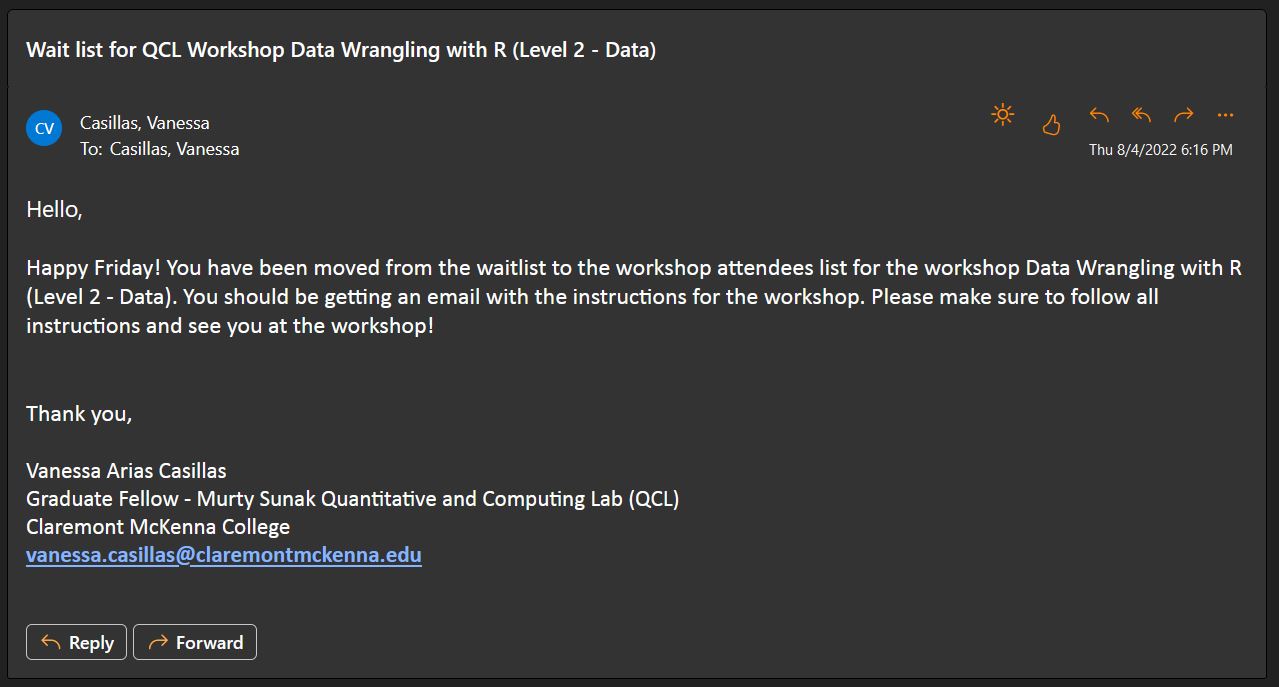 Wait list for QCL Workshop Data Wrangling with R (Level 2 - Data)
CV
Casillas, Vanessa
To: Casillas, Vanessa
Thu 8/4/2022 6:16 PM
Hello,
Happy Friday! You have been moved from the waitlist to the workshop attendees list for the workshop Data Wrangling with R
(Level 2 - Data). You should be getting an email with the instructions for the workshop. Please make sure to follow all
instructions and see you at the workshop!
Thank you,
Vanessa Arias Casillas
Graduate Fellow - Murty Sunak Quantitative and Computing Lab (QCL)
Claremont McKenna College
vanessa.casillas@claremontmckenna.edu
Reply
Forward